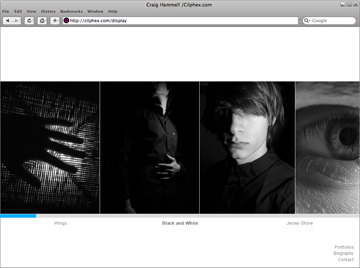 Craig Hammell /Cliphex.com
File Edit View History Bookmarks Window Help
http://cliphex.com/display
Google
Wings Black and White Jersey Shore
Portfolios
Biography
Contact